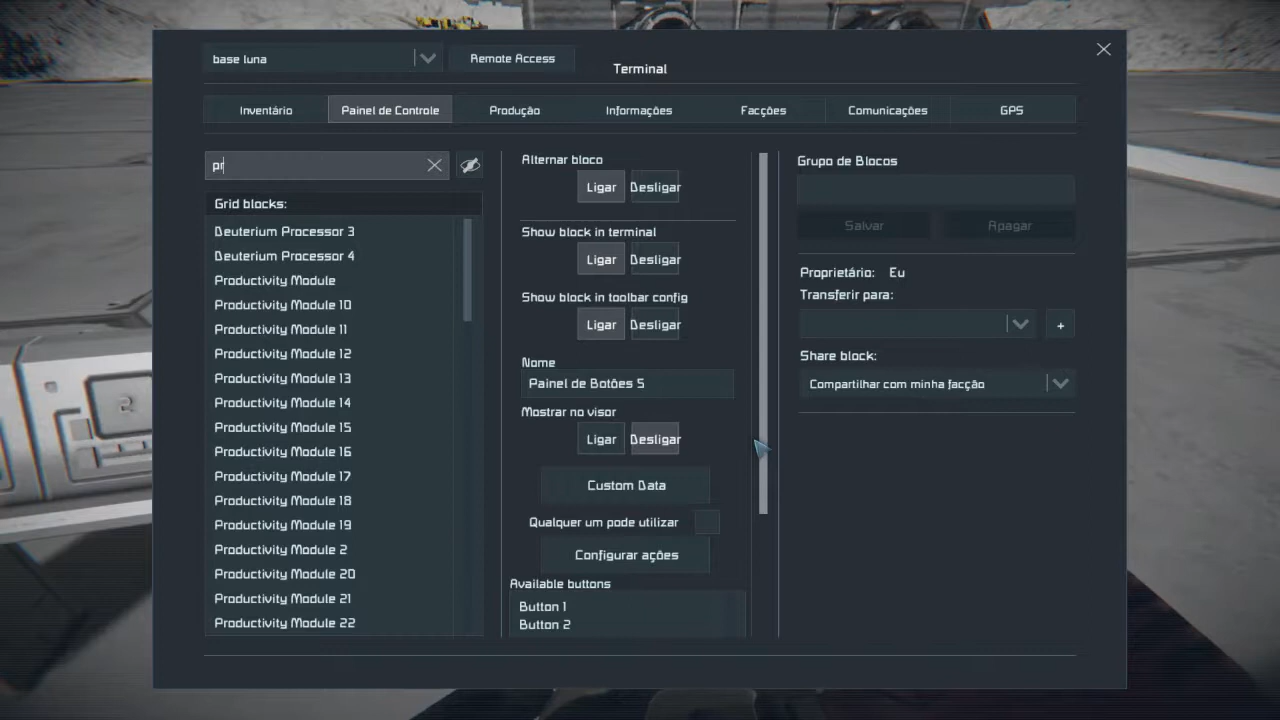 base luna
Remote Access
Terminal
Inventário
Painel de Controle
Produção
Informações
Facções
Comunicações
GPS
pr
Grid blocks:
Deuterium Processor 3
Deuterium Processor 4
Productivity Module
Productivity Module 10
Productivity Module 11
Productivity Module 12
Productivity Module 13
Productivity Module 14
Productivity Module 15
Productivity Module 16
Productivity Module 17
Productivity Module 18
Productivity Module 19
Productivity Module 2
Productivity Module 20
Productivity Module 21
Productivity Module 22
Alternar bloco
Ligar Desligar
Show block in terminal
Ligar Desligar
Show block in toolbar config
Ligar Desligar
Nome
Painel de Botões 5
Mostrar no visor
Ligar Desligar
Custom Data
Qualquer um pode utilizar
Configurar ações
Available buttons
Button 1
Button 2
Grupo de Blocos
Salvar
Apagar
Proprietário: Eu
Transferir para:
+
Share block:
Compartilhar com minha facção
2